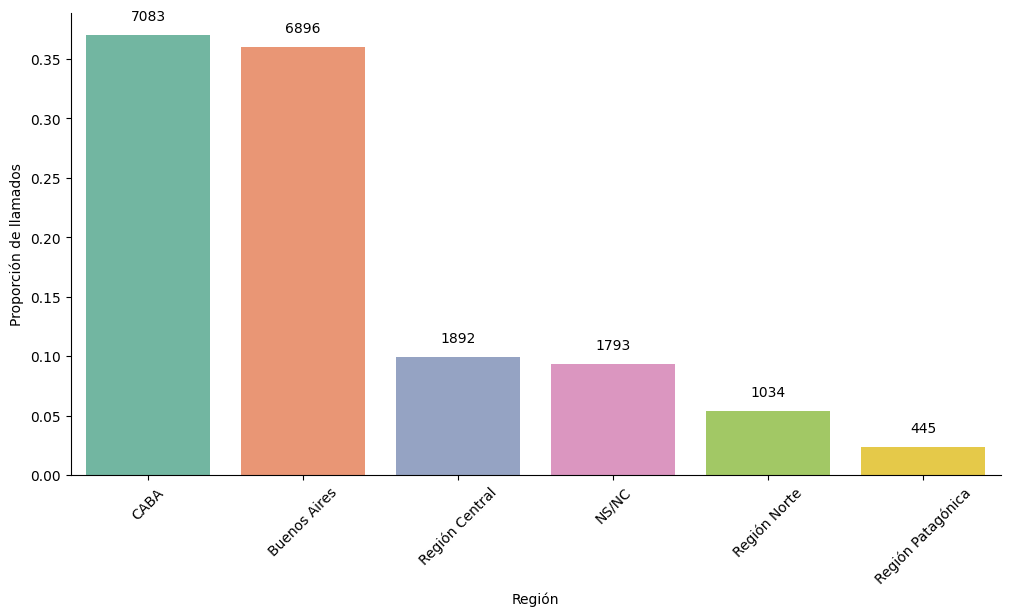 7083
6896
1892
1793
1034
445
Proporción de llamados
0.35
0.30
0.25
0.20
0.15
0.10
0.05
0.00
CABA
Buenos Aires
Región Central
NS/NC
Región Norte
Región Patagónica
Región